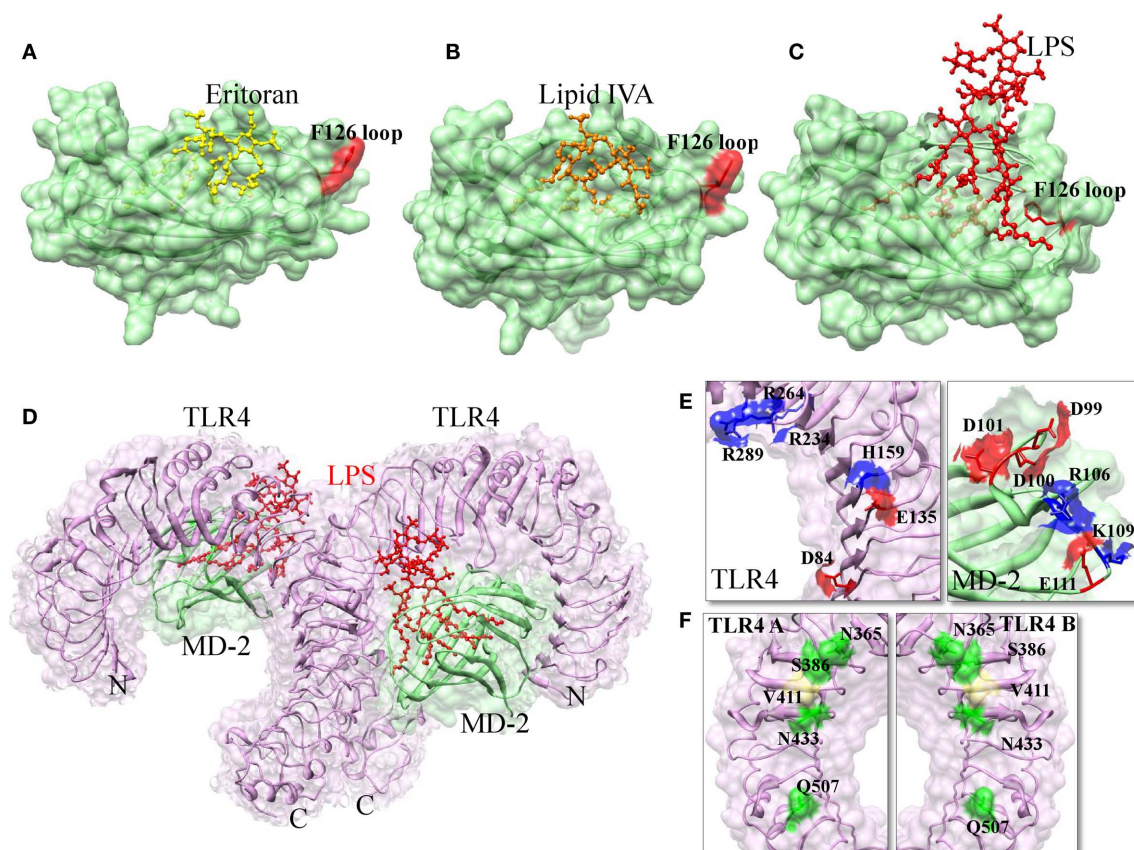 A
Eritoran
F126 loop
B
Lipid IVA
F126 loop
C
LPS
F126 loop
D
TLR4
TLR4
LPS
MD-2
MD-2
N
N
C
C
E
R264
R234
R289
H159
E135
D84
TLR4
D99
D101
D100
R106
K109
E111
MD-2
F
TLR4 A
N365
S386
V411
N433
Q507
N365
TLR4 B
S386
V411
N433
Q507